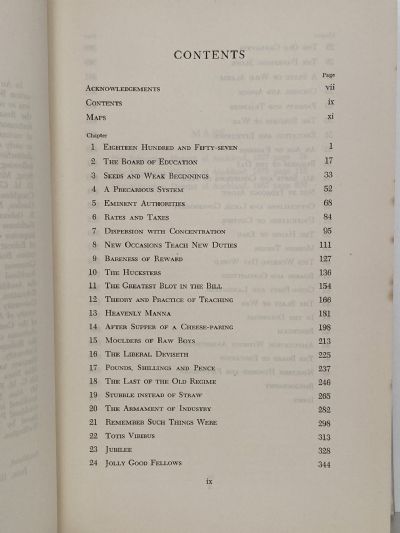 CONTENTS
Page
Acknowledgements vii
Contents ix
Maps xi
Chapter
1 Eighteen Hundred and Fifty-seven 1
2 The Board of Education 17
3 Seeds and Weak Beginnings 33
4 A Precarious System 52
5 Eminent Authorities 68
6 Rates and Taxes 84
7 Dispersion with Concentration 95
8 New Occasions Teach New Duties 111
9 Bareness of Reward 127
10 The Hucksters 136
11 The Greatest Blot in the Bill 154
12 Theory and Practice of Teaching 166
13 Heavenly Manna 181
14 After Supper of a Cheese-paring 198
15 Moulders of Raw Boys 213
16 The Liberal Deviseth 225
17 Pounds, Shillings and Pence 237
18 The Last of the Old Regime 246
19 Stubble instead of Straw 265
20 The Armament of Industry 282
21 Remember Such Things Were 298
22 Totis Viribus 313
23 Jubilee 328
24 Jolly Good Fellows 344
ix